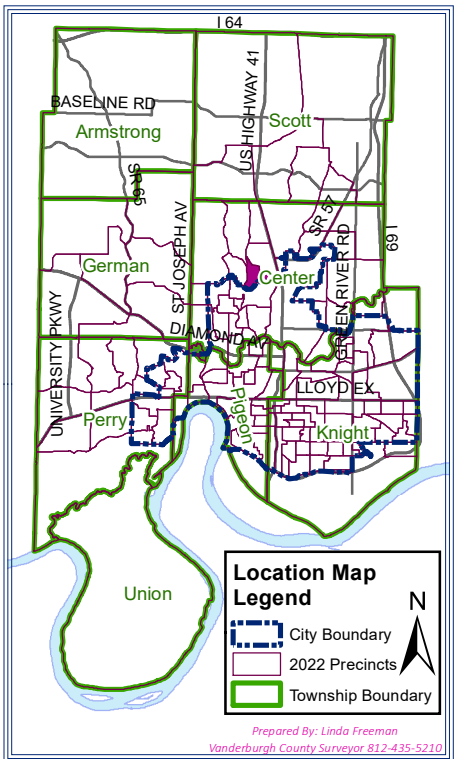 I 64
US HIGHWAY 41
BASELINE RD
Scott
Armstrong
SR 65
ST. JOSEPH AV
SR 57
GREEN RIVER RD
I 69
German
Center
UNIVERSITY PKWY
DIAMOND AV
LLOYD EX
Perry
Pigeon
Knight
Union
Location Map
Legend
N
City Boundary
2022 Precincts
Township Boundary
Prepared By: Linda Freeman
Vanderburgh County Surveyor 812-435-5210